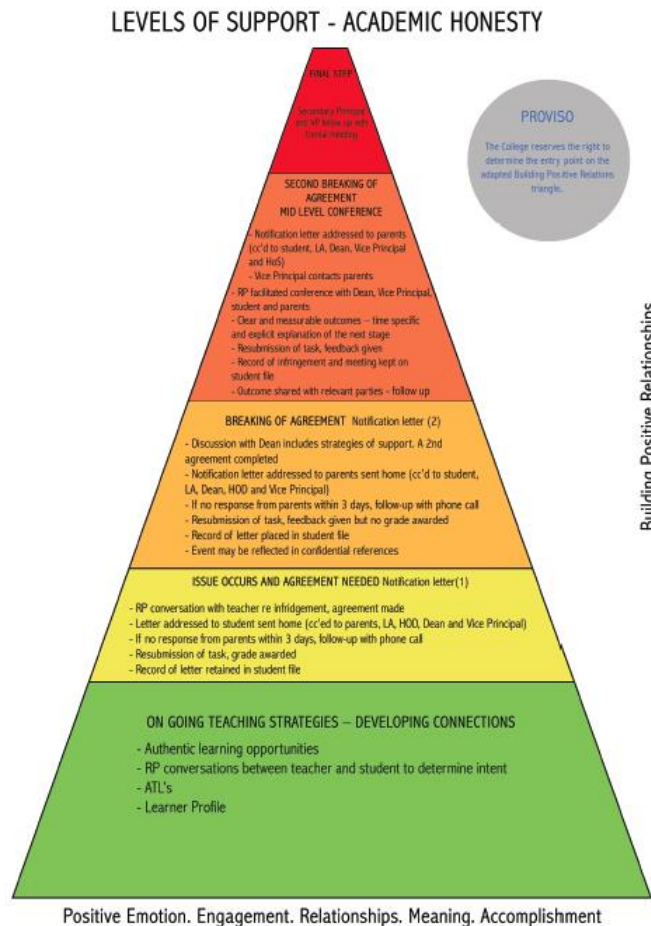 LEVELS OF SUPPORT - ACADEMIC HONESTY
FINAL STEP
Secondary Principal
and VP follow up with
formal meeting
PROVISO
The College reserves the right to
determine the entry point on the
adapted Building Positive Relations
triangle.
SECOND BREAKING OF
AGREEMENT
MID LEVEL CONFERENCE
- Notification letter addressed to parents
(cc'd to student, LA, Dean, Vice Principal
and HoS)
- Vice Principal contacts parents
- RP facilitated conference with Dean, Vice Principal,
student and parents
- Clear and measurable outcomes – time specific
and explicit explanation of the next stage
- Resubmission of task, feedback given
- Record of infringement and meeting kept on
student file
- Outcome shared with relevant parties - follow up
Building Positive Relationships
BREAKING OF AGREEMENT Notification letter (2)
- Discussion with Dean includes strategies of support. A 2nd
agreement completed
- Notification letter addressed to parents sent home (cc'd to student,
LA, Dean, HOD and Vice Principal)
- If no response from parents within 3 days, follow-up with phone call
- Resubmission of task, feedback given but no grade awarded
- Record of letter placed in student file
- Event may be reflected in confidential references
ISSUE OCCURS AND AGREEMENT NEEDED Notification letter(1)
- RP conversation with teacher re infridgement, agreement made
- Letter addressed to student sent home (cc'ed to parents, LA, HOD, Dean and Vice Principal)
- If no response from parents within 3 days, follow-up with phone call
- Resubmission of task, grade awarded
- Record of letter retained in student file
ON GOING TEACHING STRATEGIES – DEVELOPING CONNECTIONS
- Authentic learning opportunities
- RP conversations between teacher and student to determine intent
- ATL's
- Learner Profile
Positive Emotion. Engagement. Relationships. Meaning. Accomplishment